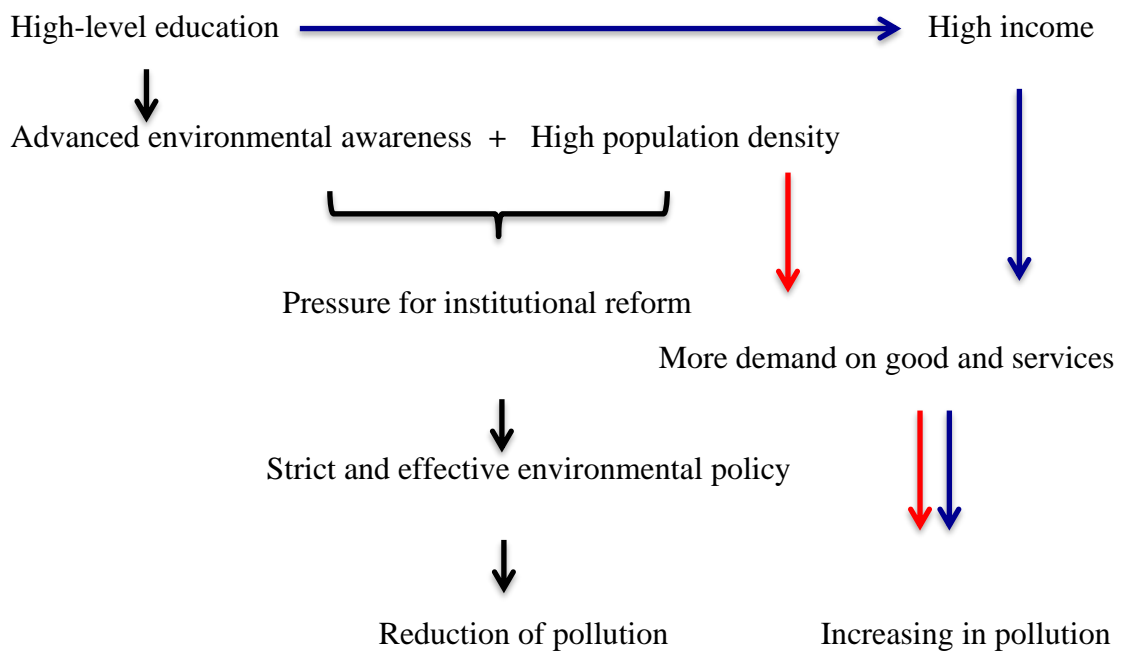 High-level education High income
Advanced environmental awareness + High population density
Pressure for institutional reform
More demand on good and services
Strict and effective environmental policy
Reduction of pollution Increasing in pollution